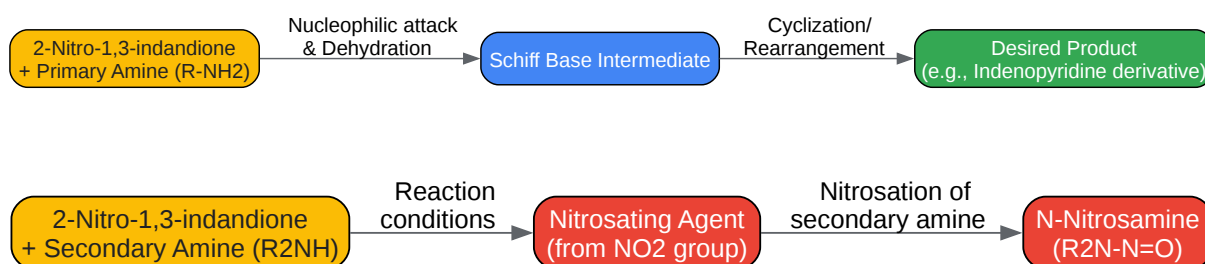 2-Nitro-1,3-indandione
+ Primary Amine (R-NH2)
Nucleophilic attack
& Dehydration
Schiff Base Intermediate
Cyclization/
Rearrangement
Desired Product
(e.g., Indenopyridine derivative)
2-Nitro-1,3-indandione
+ Secondary Amine (R2NH)
Reaction
conditions
Nitrosating Agent
(from NO2 group)
Nitrosation of
secondary amine
N-Nitrosamine
(R2N-N=O)